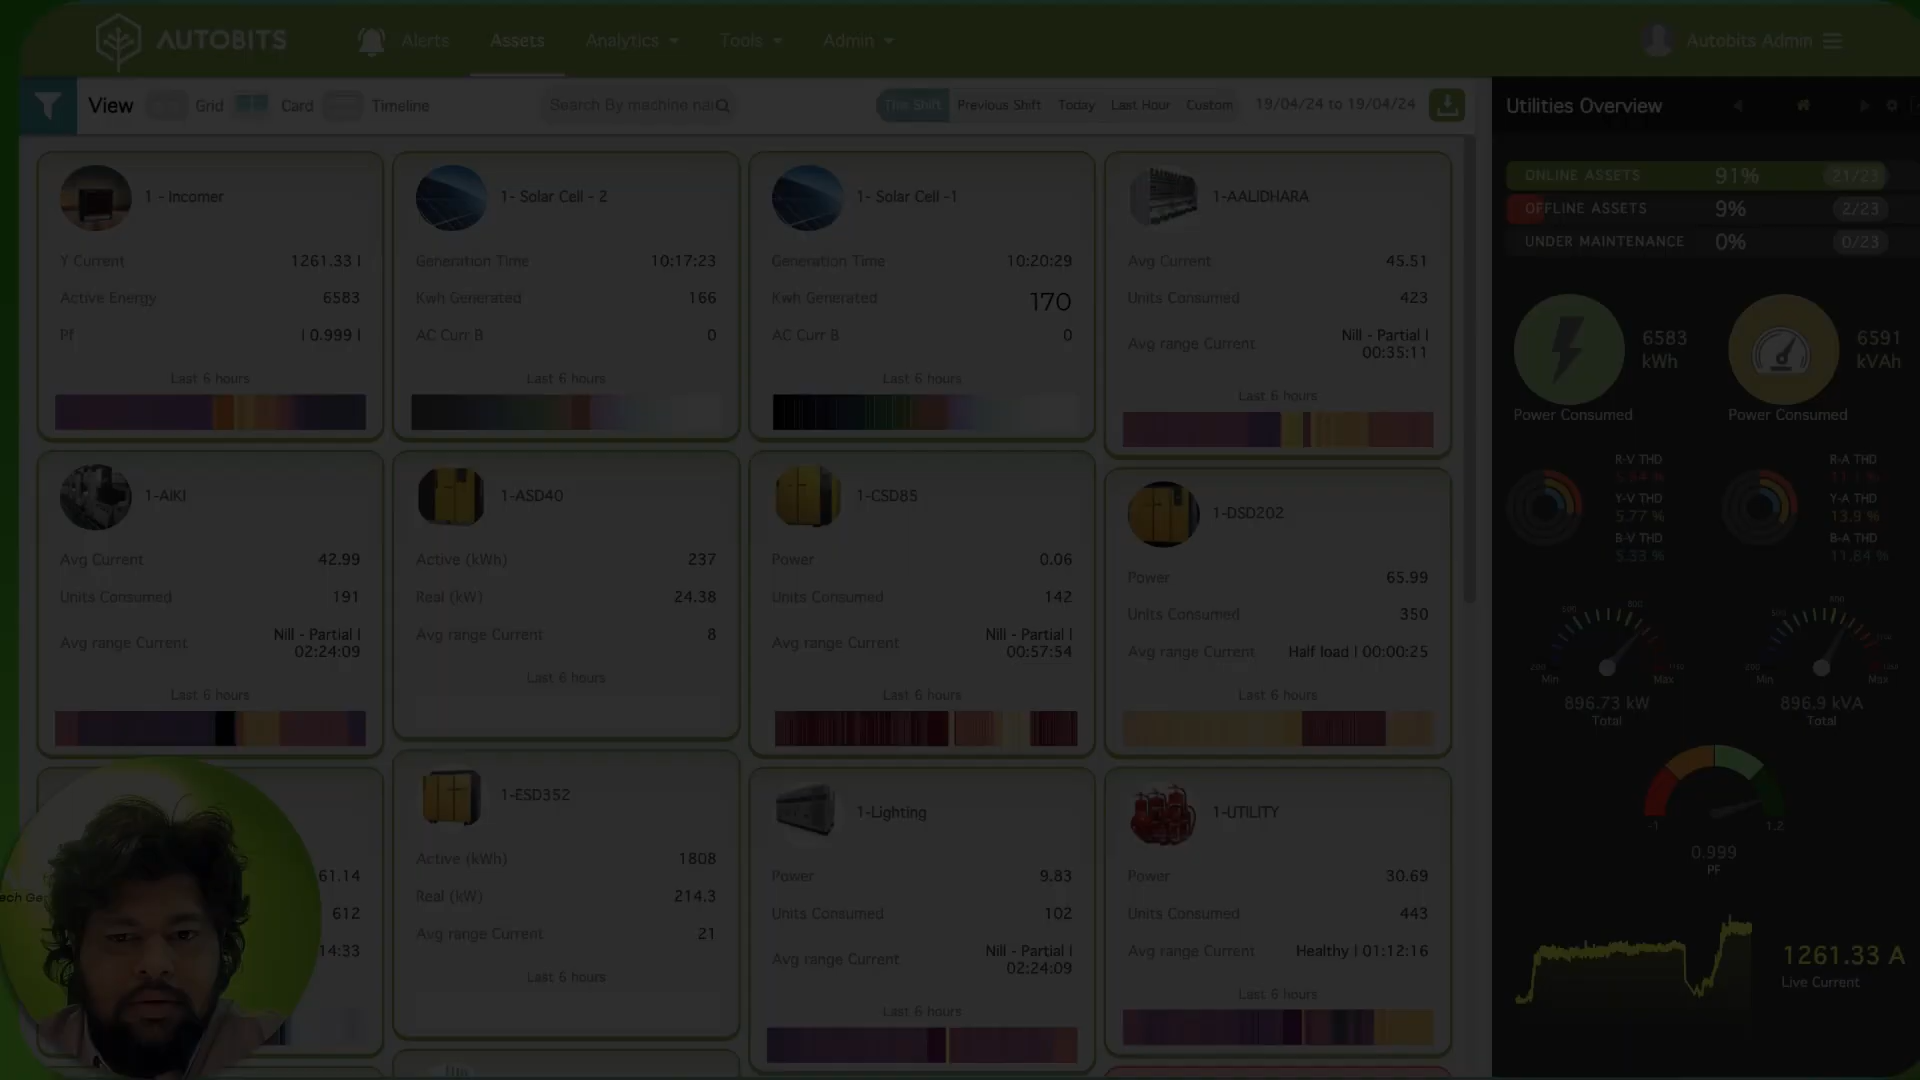 AUTOBITS
Alerts
Assets
Analytics
Tools
Admin
Autobits Admin
View
Grid
Card
Timeline
Search By machine nai
This Shift
Previous Shift
Today
Last Hour
Custom
19/04/24 to 19/04/24
Utilities Overview
1 - Incomer
Y Current 1261.33 I
Active Energy 6583
Pf I 0.999 I
Last 6 hours
1- Solar Cell - 2
Generation Time 10:17:23
Kwh Generated 166
AC Curr B 0
Last 6 hours
1- Solar Cell -1
Generation Time 10:20:29
Kwh Generated 170
AC Curr B 0
Last 6 hours
1-AALIDHARA
Avg Current 45.51
Units Consumed 423
Avg range Current Nill - Partial I
00:35:11
Last 6 hours
1-AIKI
Avg Current 42.99
Units Consumed 191
Avg range Current Nill - Partial I
02:24:09
Last 6 hours
1-ASD40
Active (kWh) 237
Real (kW) 24.38
Avg range Current 8
Last 6 hours
1-CSD85
Power 0.06
Units Consumed 142
Avg range Current Nill - Partial I
00:57:54
Last 6 hours
1-DSD202
Power 65.99
Units Consumed 350
Avg range Current Half load I 00:00:25
Last 6 hours
61.14
612
14:33
1-ESD352
Active (kWh) 1808
Real (kW) 214.3
Avg range Current 21
Last 6 hours
1-Lighting
Power 9.83
Units Consumed 102
Avg range Current Nill - Partial I
02:24:09
Last 6 hours
1-UTILITY
Power 30.69
Units Consumed 443
Avg range Current Healthy I 01:12:16
Last 6 hours
ONLINE ASSETS 91% 21/23
OFFLINE ASSETS 9% 2/23
UNDER MAINTENANCE 0% 0/23
6583
kWh
Power Consumed
6591
kVAh
Power Consumed
R-V THD
Y-V THD
5.77 %
B-V THD
5.33 %
R-A THD
Y-A THD
13.9 %
B-A THD
11.84 %
200
Min
Max
896.73 kW
Total
Min
Max
896.9 kVA
Total
-1
1.2
0.999
PF
1261.33 A
Live Current
ech Ge